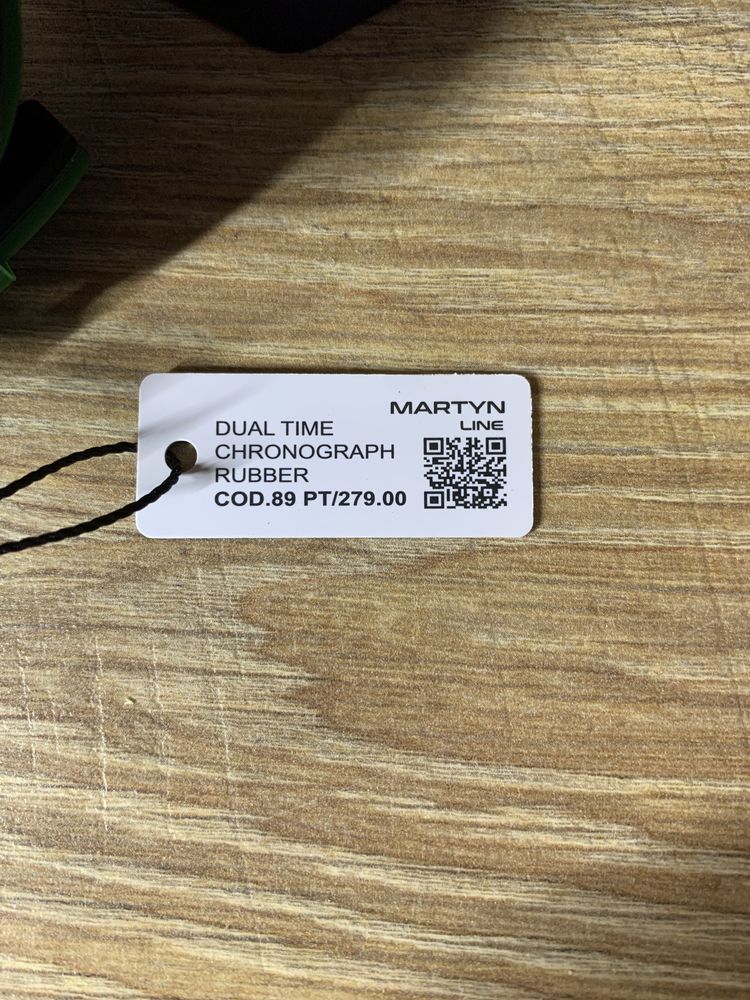 MARTYN
LINE
DUAL TIME
CHRONOGRAPH
RUBBER
COD.89 PT/279.00